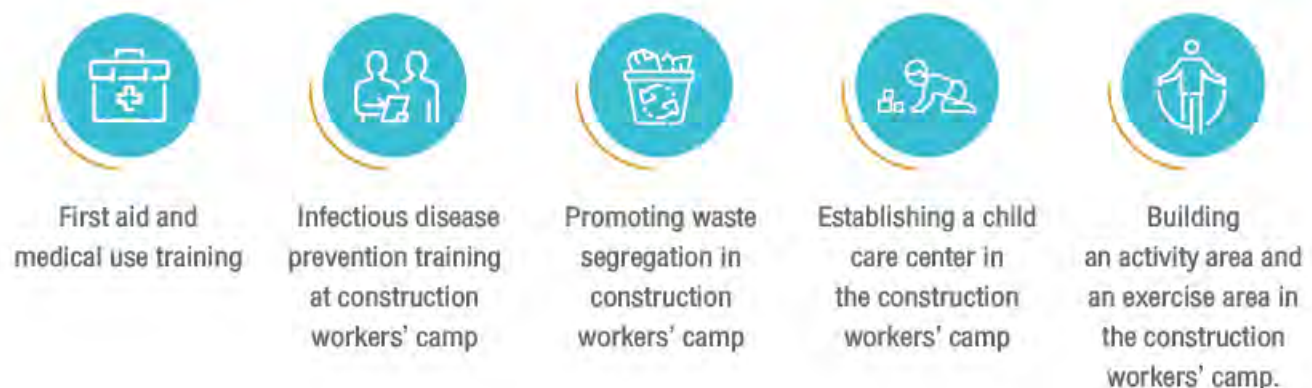 First aid and
medical use training
Infectious disease
prevention training
at construction
workers' camp
Promoting waste
segregation in
construction
workers' camp
Establishing a child
care center in
the construction
workers' camp
Building
an activity area and
an exercise area in
the construction
workers' camp.